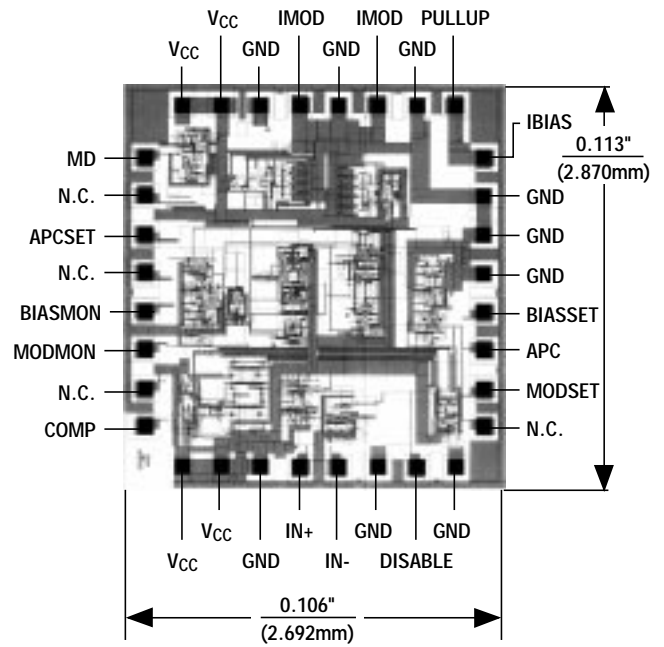 VCC IMOD IMOD PULLUP
VCC GND GND GND
IBIAS
0.113"
(2.870mm)
MD
N.C.
GND
APCSET
GND
N.C.
GND
BIASMON
BIASSET
MODMON
APC
N.C.
MODSET
COMP
N.C.
VCC IN+ GND GND
VCC GND IN- DISABLE
0.106"
(2.692mm)